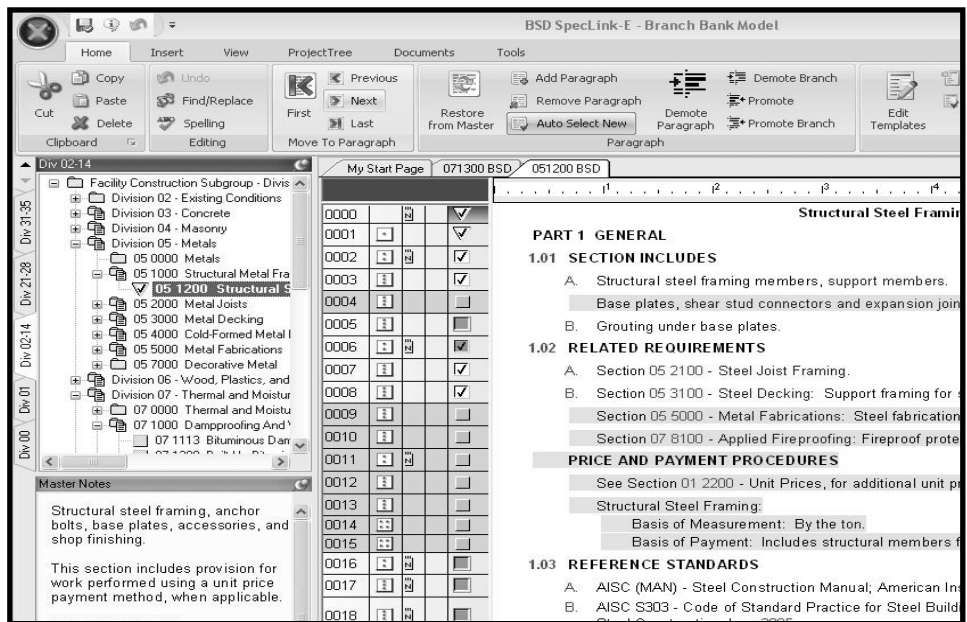 BSD SpecLink-E - Branch Bank Model
Home Insert View ProjectTree Documents Tools
Cut
Copy
Paste
Delete
Clipboard
Undo
Find/Replace
Spelling
Editing
First
Previous
Next
Last
Move To Paragraph
Restore from Master
Add Paragraph
Remove Paragraph
Auto Select New
Demote Paragraph
Demote Branch
Promote
Promote Branch
Paragraph
Edit Templates
Div 02-14
Div 31-35
Div 21-28
Div 02-14
Div 01
Div 00
Facility Construction Subgroup - Divis
Division 02 - Existing Conditions
Division 03 - Concrete
Division 04 - Masonry
Division 05 - Metals
05 0000 Metals
05 1000 Structural Metal Fra
05 1200 Structural S
05 2000 Metal Joists
05 3000 Metal Decking
05 4000 Cold-Formed Metal
05 5000 Metal Fabrications
05 7000 Decorative Metal
Division 06 - Wood, Plastics, and
Division 07 - Thermal and Moistur
07 0000 Thermal and Moistu
07 1000 Dampproofing And
07 1113 Bituminous Dam
Master Notes
Structural steel framing, anchor
bolts, base plates, accessories, and
shop finishing.
This section includes provision for
work performed using a unit price
payment method, when applicable.
My Start Page 071300 BSD 051200 BSD
1 2 3 4
0000
0001
0002
0003
0004
0005
0006
0007
0008
0009
0010
0011
0012
0013
0014
0015
0016
0017
0018
Structural Steel Framin
PART 1 GENERAL
1.01 SECTION INCLUDES
A. Structural steel framing members, support members.
Base plates, shear stud connectors and expansion join
B. Grouting under base plates.
1.02 RELATED REQUIREMENTS
A. Section 05 2100 - Steel Joist Framing.
B. Section 05 3100 - Steel Decking: Support framing for s
Section 05 5000 - Metal Fabrications: Steel fabrication
Section 07 8100 - Applied Fireproofing: Fireproof prote
PRICE AND PAYMENT PROCEDURES
See Section 01 2200 - Unit Prices, for additional unit p
Structural Steel Framing:
Basis of Measurement: By the ton.
Basis of Payment: Includes structural members f
1.03 REFERENCE STANDARDS
A. AISC (MAN) - Steel Construction Manual; American Ins
B. AISC S303 - Code of Standard Practice for Steel Buildi